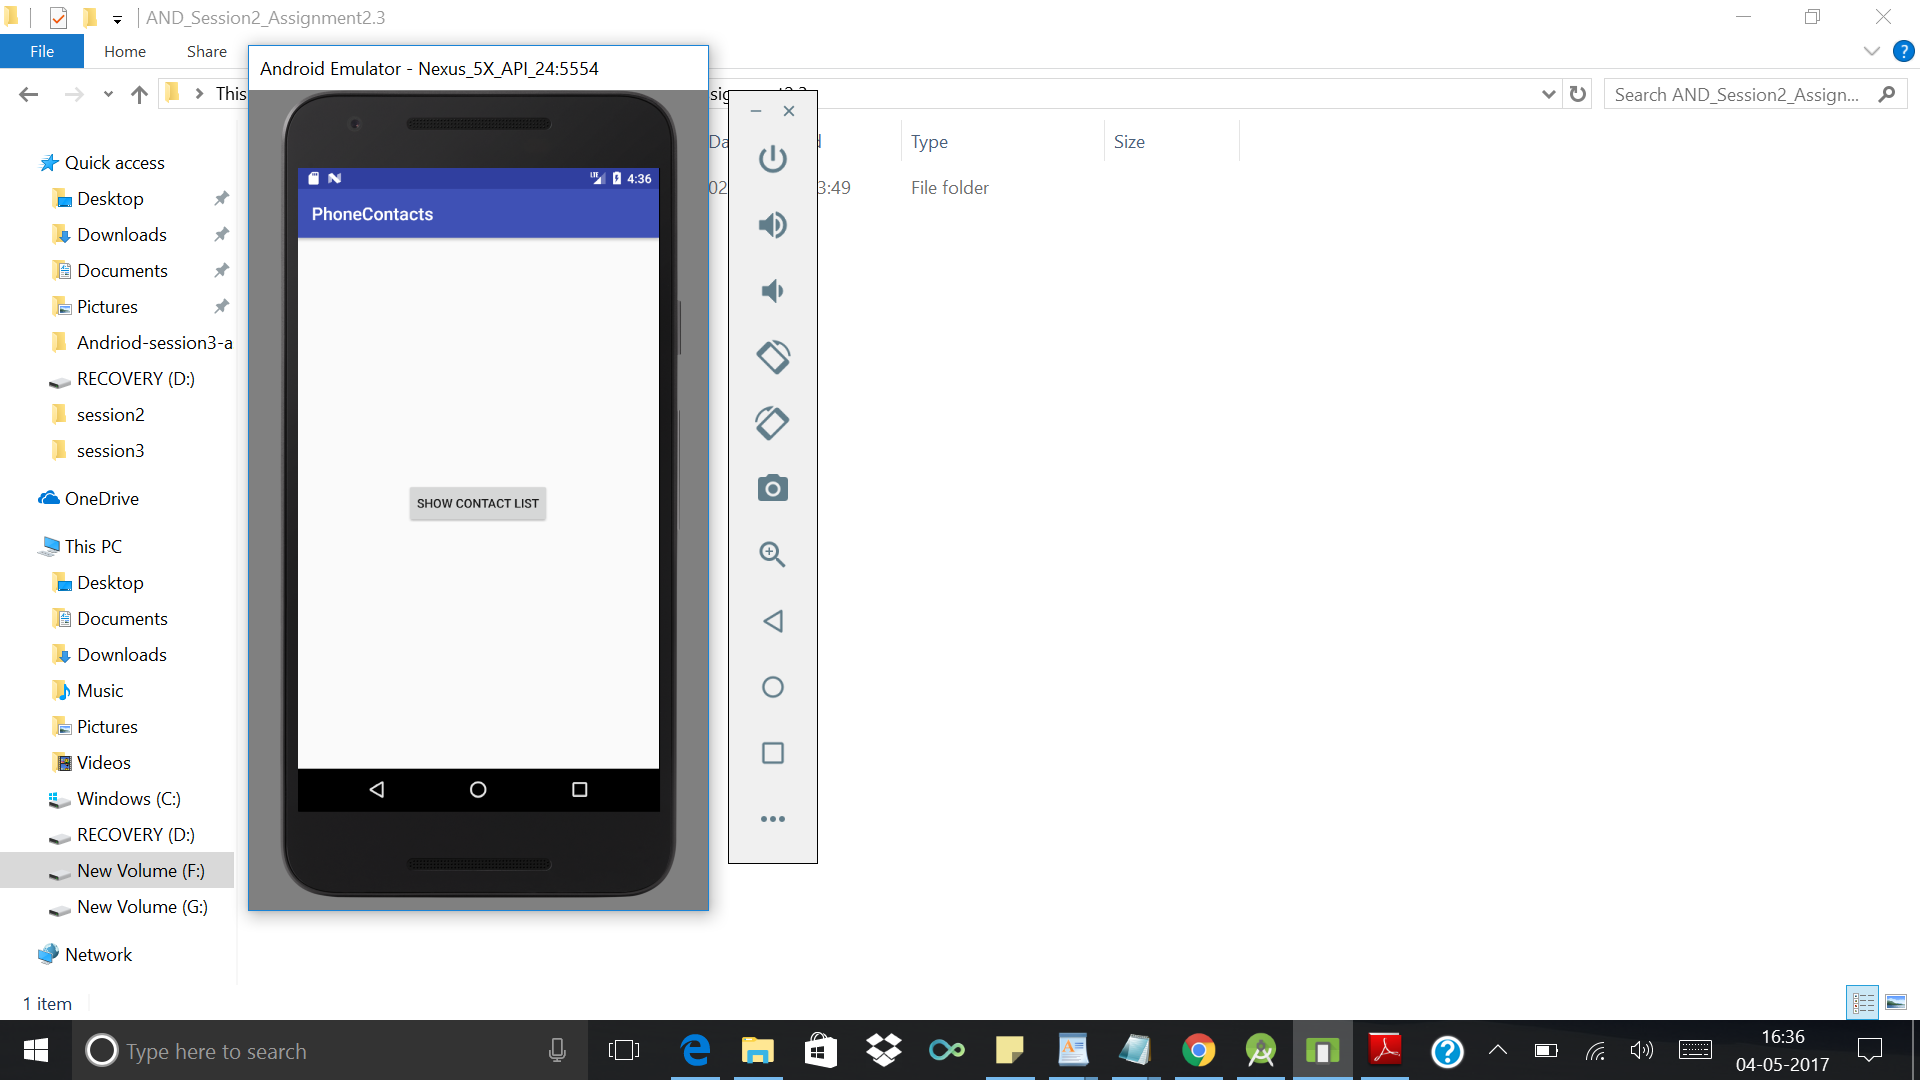 AND_Session2_Assignment2.3
File
Home
Share
Android Emulator - Nexus_5X_API_24:5554
This
Search AND_Session2_Assign...
Type
Size
Quick access
4:36
File folder
Desktop
PhoneContacts
Downloads
Documents
Pictures
Andriod-session3-a
RECOVERY (D:)
session2
session3
OneDrive
SHOW CONTACT LIST
This PC
Desktop
Documents
Downloads
Music
Pictures
Videos
Windows (C:)
RECOVERY (D:)
New Volume (F:)
New Volume (G:)
Network
1 item
Type here to search
16:36
04-05-2017